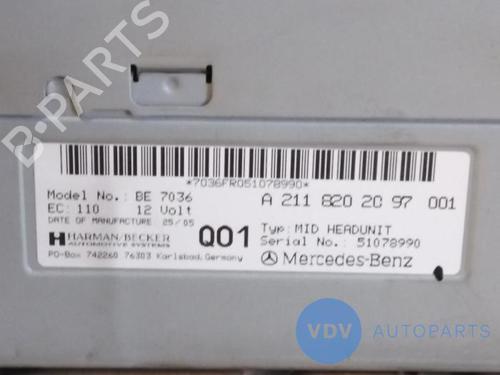 B-PARTS
*7036FR051078990*
Model No.: BE 7036
A 211 820 2C 97 001
EC: 110 12 Volt
DATE OF MANUFACTURE 25/05
HARMAN/BECKER
AUTOMOTIVE SYSTEMS
Q01
Typ: MID HEADUNIT
Serial No.: 51078990
Mercedes-Benz
PO-Box 742260 76303 Karlsbad, Germany
VDV AUTOPARTS